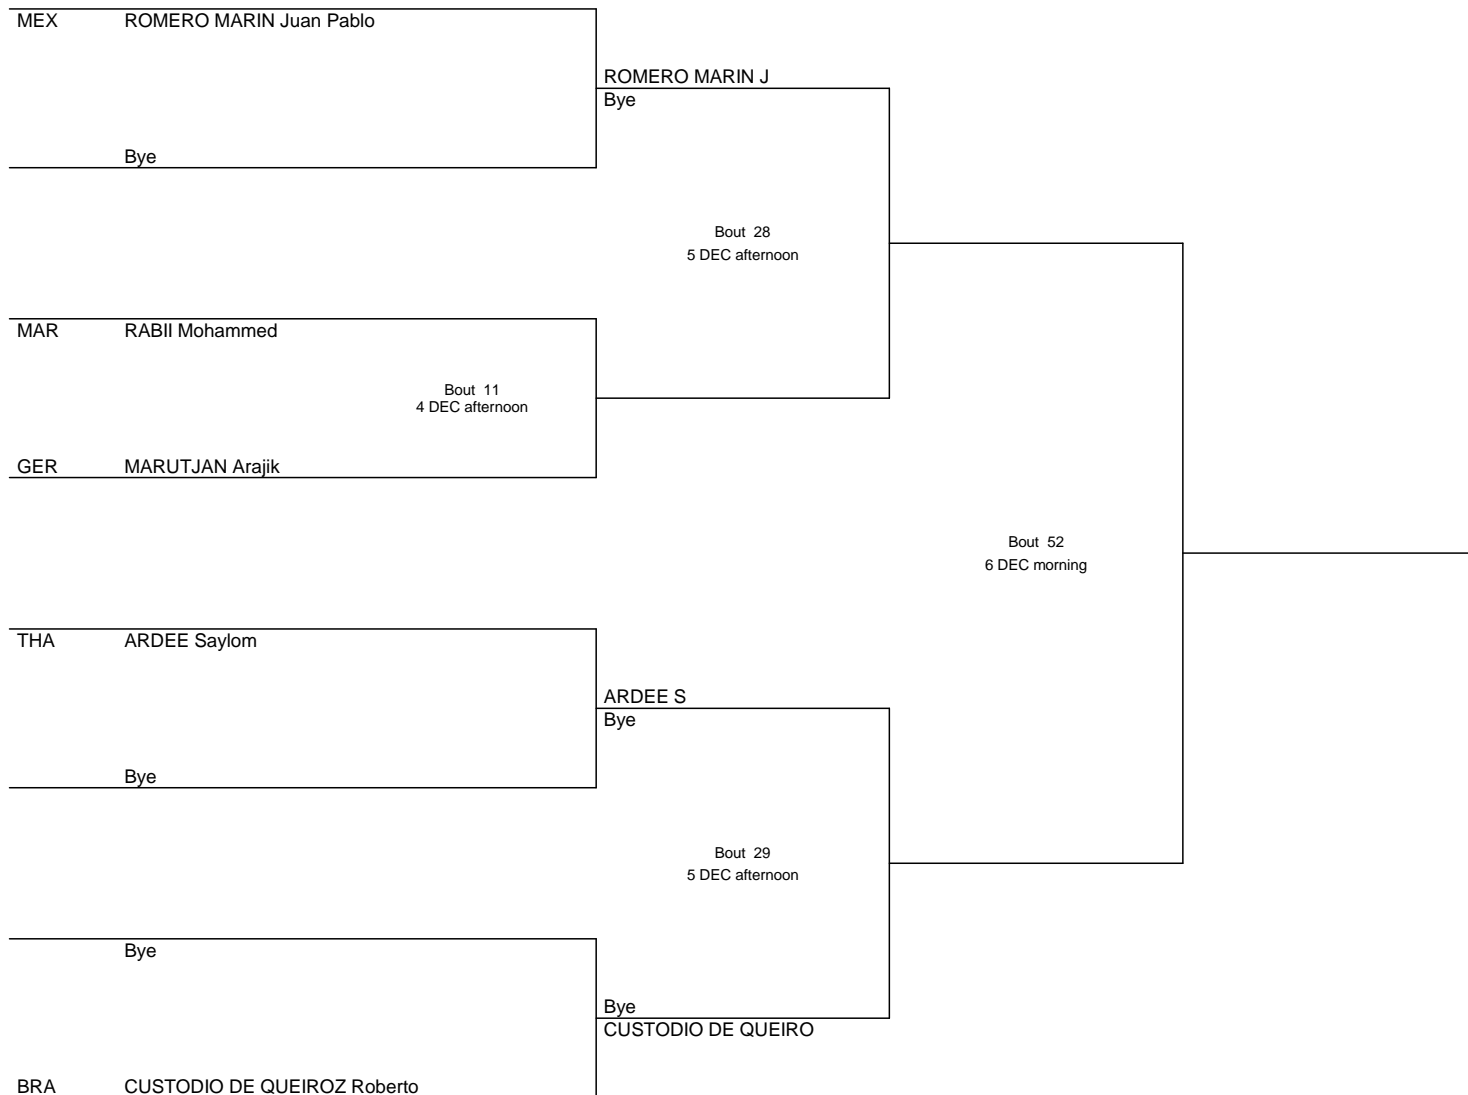 MEX ROMERO MARIN Juan Pablo
ROMERO MARIN J
Bye
Bye
Bout 28
5 DEC afternoon
MAR RABII Mohammed
Bout 11
4 DEC afternoon
GER MARUTJAN Arajik
Bout 52
6 DEC morning
THA ARDEE Saylom
ARDEE S
Bye
Bye
Bout 29
5 DEC afternoon
Bye
Bye
CUSTODIO DE QUEIRO
BRA CUSTODIO DE QUEIROZ Roberto